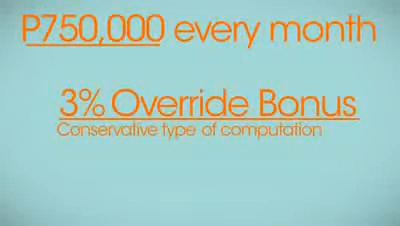 P750,000 every month
3% Override Bonus
Conservative type of computation